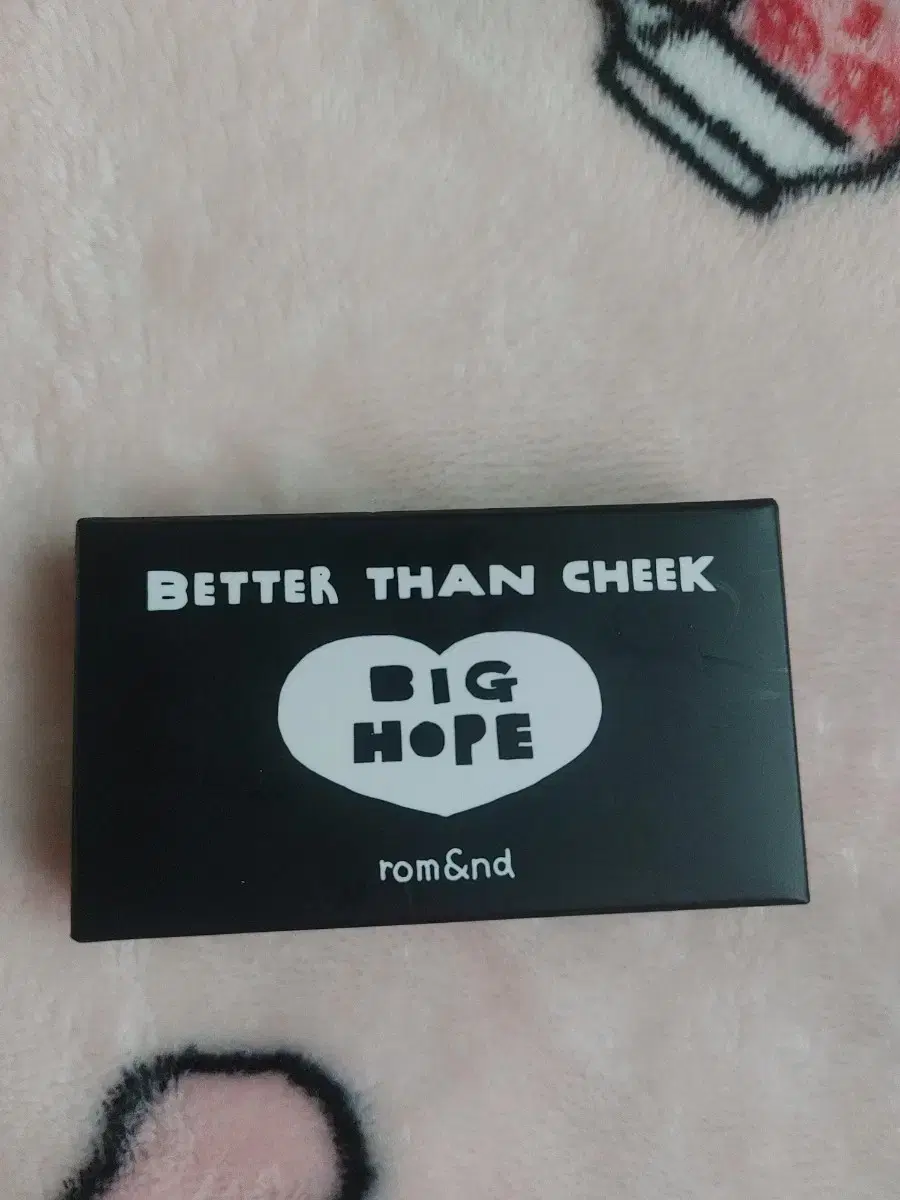 BETTER THAN CHEEK
BIG
HOPE
rom&nd